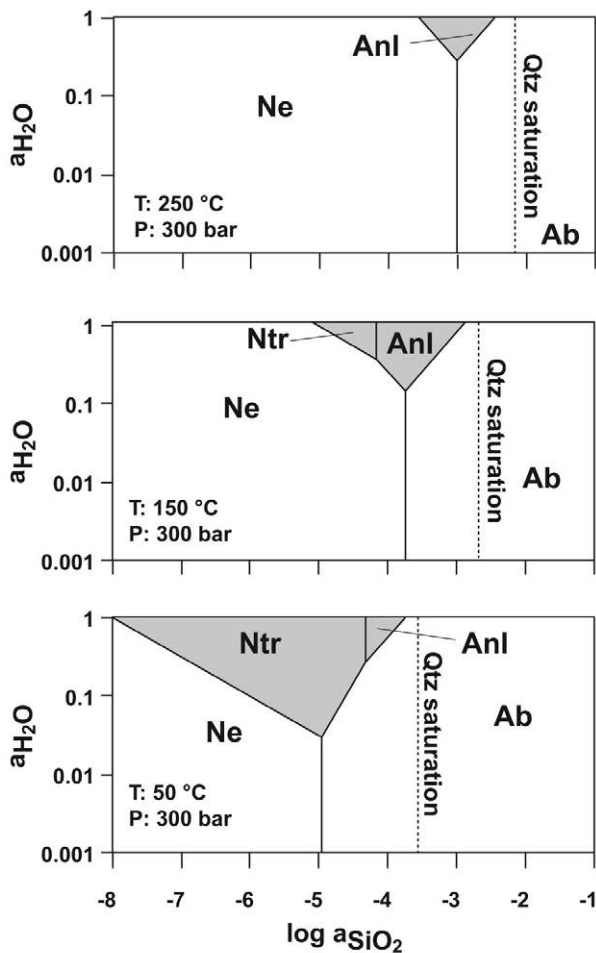 1
Anl
Ne
0.1
aH2O
Qtz saturation
0.01
T: 250 °C
P: 300 bar
Ab
0.001
1
Ntr
Anl
Ne
0.1
aH2O
Qtz saturation
Ab
0.01
T: 150 °C
P: 300 bar
0.001
1
Ntr
Anl
0.1
aH2O
Ne
Qtz saturation
Ab
0.01
T: 50 °C
P: 300 bar
0.001
-8 -7 -6 -5 -4 -3 -2 -1
log aSiO2